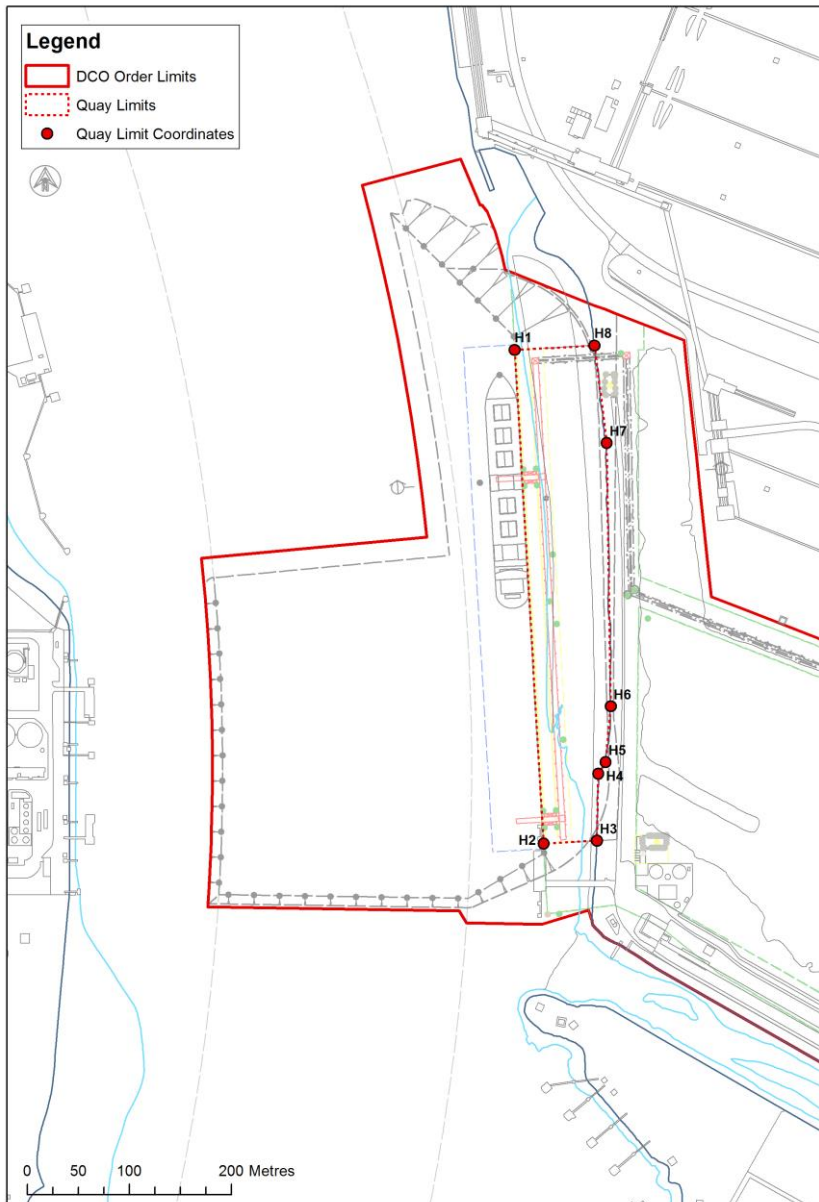 Legend
DCO Order Limits
Quay Limits
Quay Limit Coordinates
N
H1
H8
H7
H6
H5
H4
H3
H2
0 50 100 200 Metres